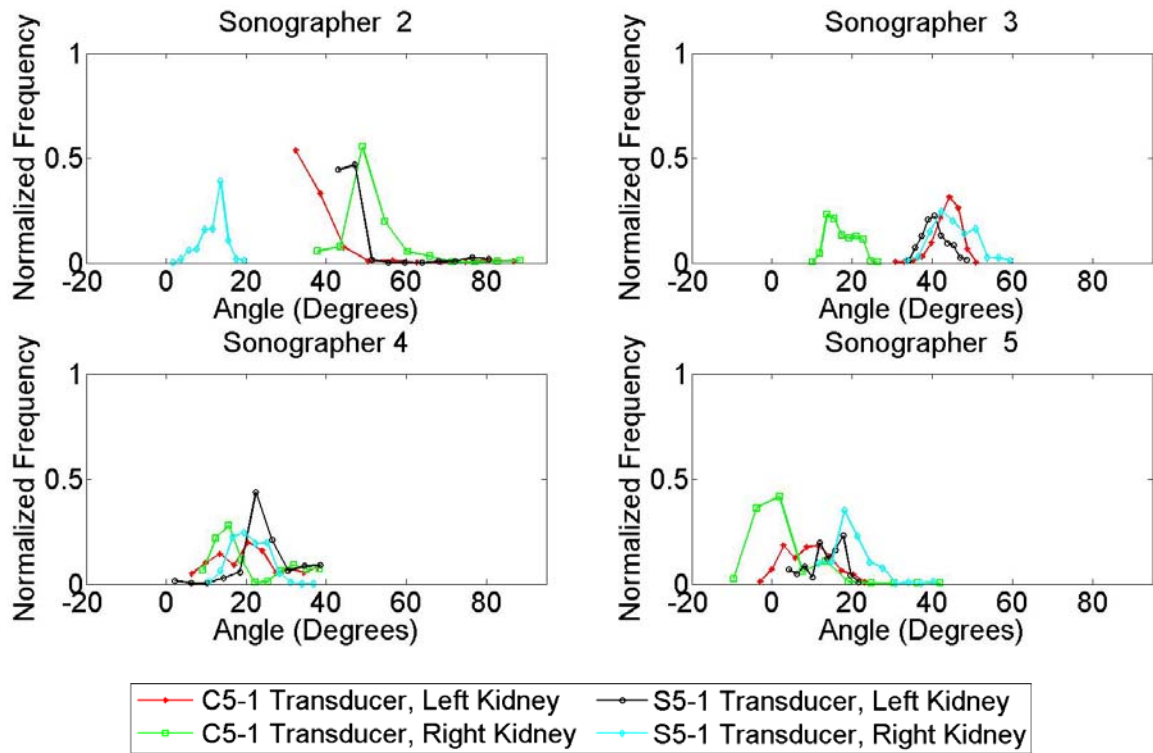 Sonographer 2
Normalized Frequency
1
0.5
0
-20 0 20 40 60 80
Angle (Degrees)
Sonographer 3
Normalized Frequency
1
0.5
0
-20 0 20 40 60 80
Angle (Degrees)
Sonographer 4
Normalized Frequency
1
0.5
0
-20 0 20 40 60 80
Angle (Degrees)
Sonographer 5
Normalized Frequency
1
0.5
0
-20 0 20 40 60 80
Angle (Degrees)
C5-1 Transducer, Left Kidney
C5-1 Transducer, Right Kidney
S5-1 Transducer, Left Kidney
S5-1 Transducer, Right Kidney